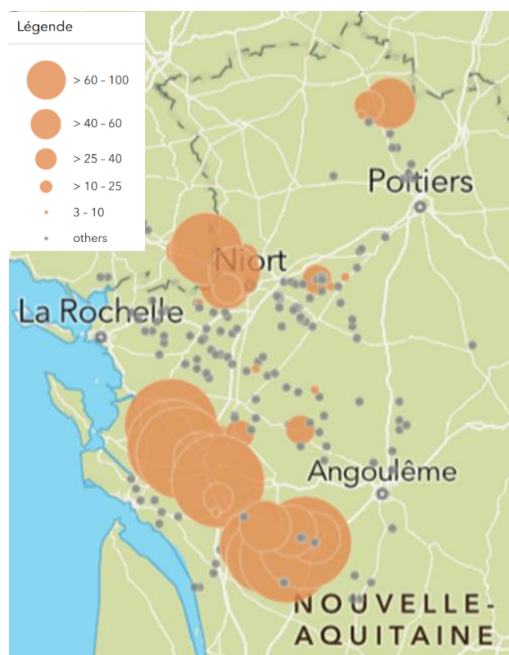 Légende
> 60 – 100
> 40 – 60
> 25 – 40
> 10 – 25
3 – 10
others
Poitiers
Niort
La Rochelle
Angoulême
NOUVELLE-
AQUITAINE